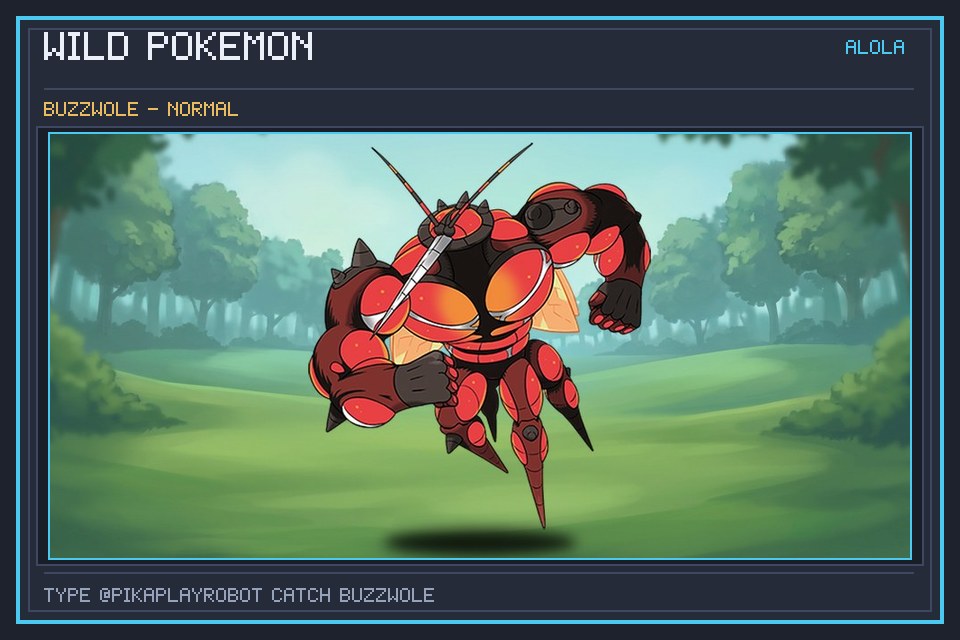 WILD POKEMON
ALOLA
BUZZWOLE - NORMAL
TYPE @PIKAPLAYROBOT CATCH BUZZWOLE